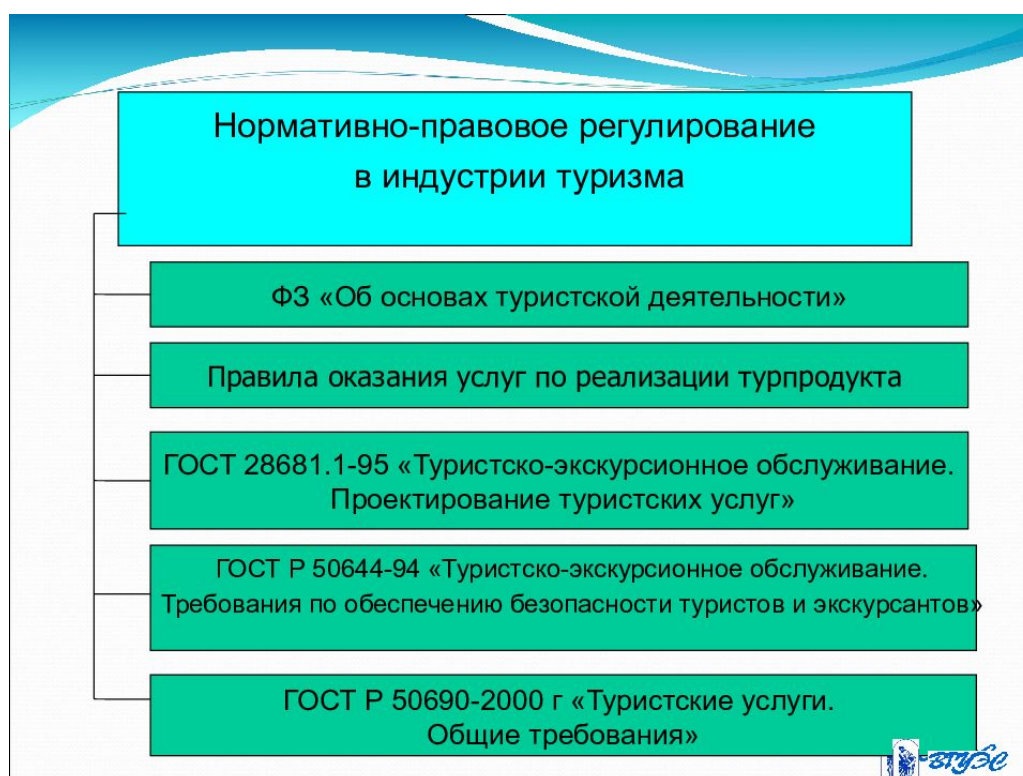 Нормативно-правовое регулирование
в индустрии туризма
ФЗ «Об основах туристской деятельности»
Правила оказания услуг по реализации турпродукта
ГОСТ 28681.1-95 «Туристско-экскурсионное обслуживание.
Проектирование туристских услуг»
ГОСТ Р 50644-94 «Туристско-экскурсионное обслуживание.
Требования по обеспечению безопасности туристов и экскурсантов»
ГОСТ Р 50690-2000 г «Туристские услуги.
Общие требования»
ВГУЭС